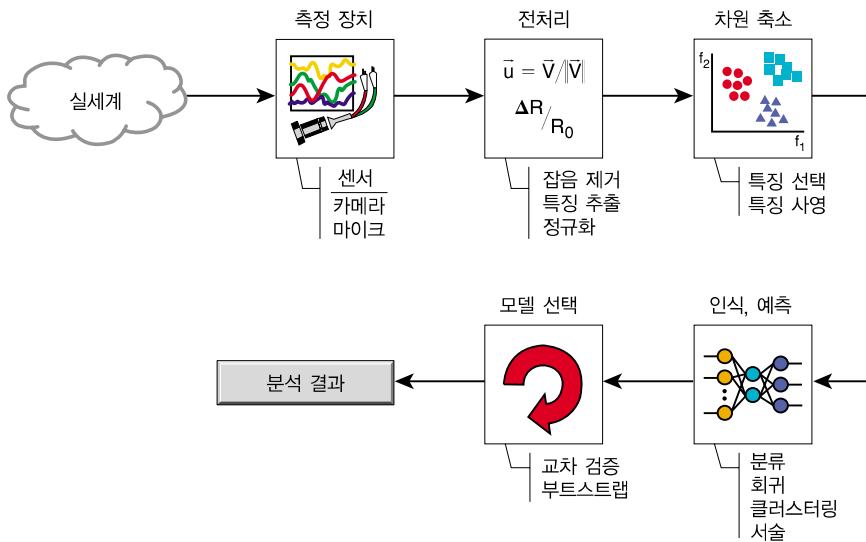 측정 장치
전처리
차원 축소
실세계
u⃗ = V⃗/‖V⃗‖
ΔR/R₀
f₂
f₁
센서
카메라
마이크
잡음 제거
특징 추출
정규화
특징 선택
특징 사영
모델 선택
인식, 예측
분석 결과
교차 검증
부트스트랩
분류
회귀
클러스터링
서술